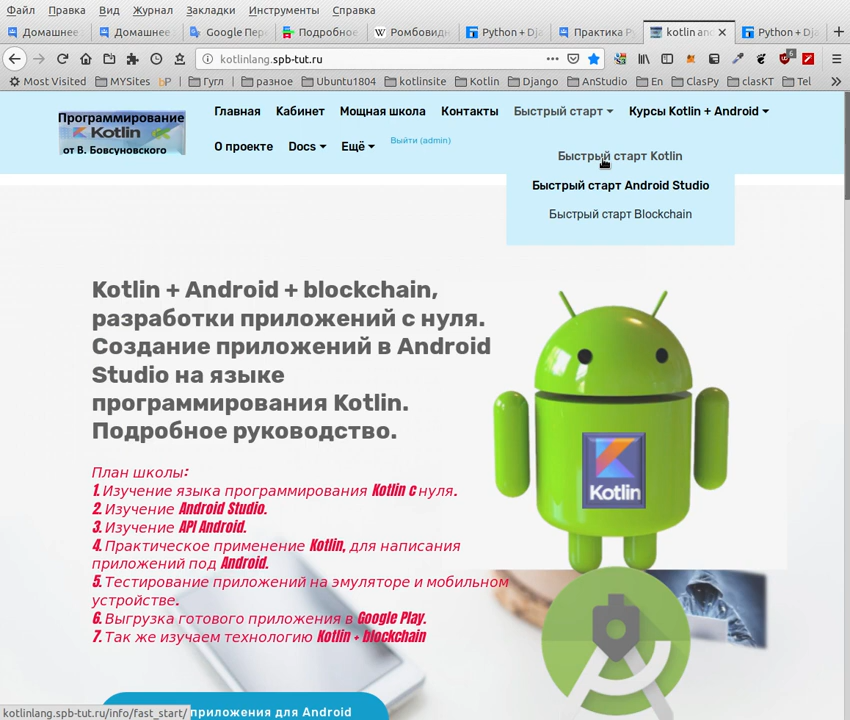 Файл Правка Вид Журнал Закладки Инструменты Справка
Домашнее Домашнее Google Пер Подробное Ромбовидн Python + Dja Практика P kotlin and Python + Dj
kotlinlang.spb-tut.ru
6
Most Visited MYSites bP Гугл разное Ubuntu1804 kotlinsite Kotlin Django AnStudio En ClasPy clasKT Tel
Программирование
Kotlin
от В. Бовсуновского
Главная Кабинет Мощная школа Контакты Быстрый старт Курсы Kotlin + Android
О проекте Docs Ещё Выйти (admin)
Быстрый старт Kotlin
Быстрый старт Android Studio
Быстрый старт Blockchain
Kotlin + Android + blockchain,
разработки приложений с нуля.
Создание приложений в Android
Studio на языке
программирования Kotlin.
Подробное руководство.
План школы:
1. Изучение языка программирования Kotlin с нуля.
2. Изучение Android Studio.
3. Изучение API Android.
4. Практическое применение Kotlin, для написания
приложений под Android.
5. Тестирование приложений на эмуляторе и мобильном
устройстве.
6. Выгрузка готового приложения в Google Play.
7. Так же изучаем технологию Kotlin + blockchain
Kotlin
kotlinlang.spb-tut.ru/info/fast_start/ приложения для Android